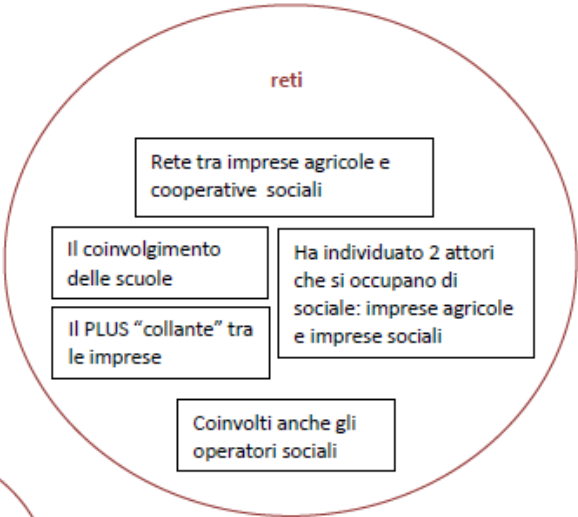 reti
Rete tra imprese agricole e
cooperative sociali
Il coinvolgimento
delle scuole
Ha individuato 2 attori
che si occupano di
sociale: imprese agricole
e imprese sociali
Il PLUS “collante” tra
le imprese
Coinvolti anche gli
operatori sociali